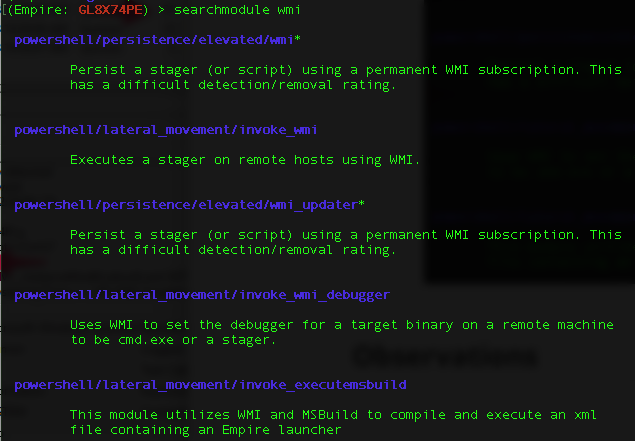 (Empire: GL8X74PE) > searchmodule wmi
powershell/persistence/elevated/wmi*
Persist a stager (or script) using a permanent WMI subscription. This
has a difficult detection/removal rating.
powershell/lateral_movement/invoke_wmi
Executes a stager on remote hosts using WMI.
powershell/persistence/elevated/wmi_updater*
Persist a stager (or script) using a permanent WMI subscription. This
has a difficult detection/removal rating.
powershell/lateral_movement/invoke_wmi_debugger
Uses WMI to set the debugger for a target binary on a remote machine
to be cmd.exe or a stager.
Observations
powershell/lateral_movement/invoke_executemsbuild
This module utilizes WMI and MSBuild to compile and execute an xml
file containing an Empire launcher